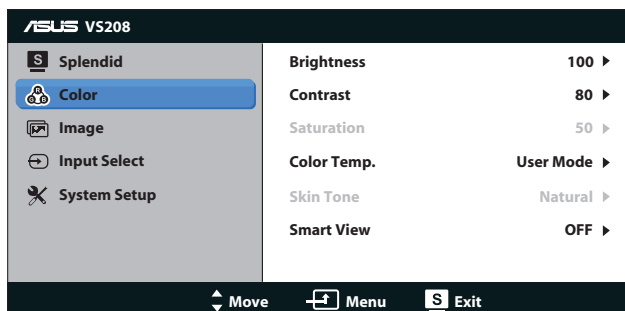 ASUS VS208
S Splendid
Color
Image
Input Select
System Setup
Brightness 100
Contrast 80
Saturation 50
Color Temp. User Mode
Skin Tone Natural
Smart View OFF
Move Menu S Exit